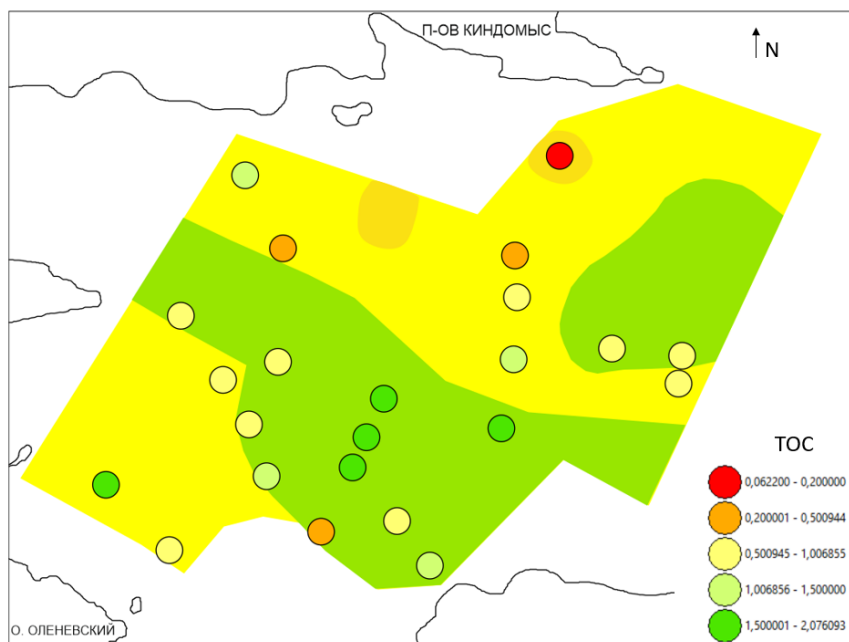 П-ОВ КИНДОМЫС
N
TOC
0,062200 - 0,200000
0,200001 - 0,500944
0,500945 - 1,006855
1,006856 - 1,500000
1,500001 - 2,076093
О. ОЛЕНЕВСКИЙ